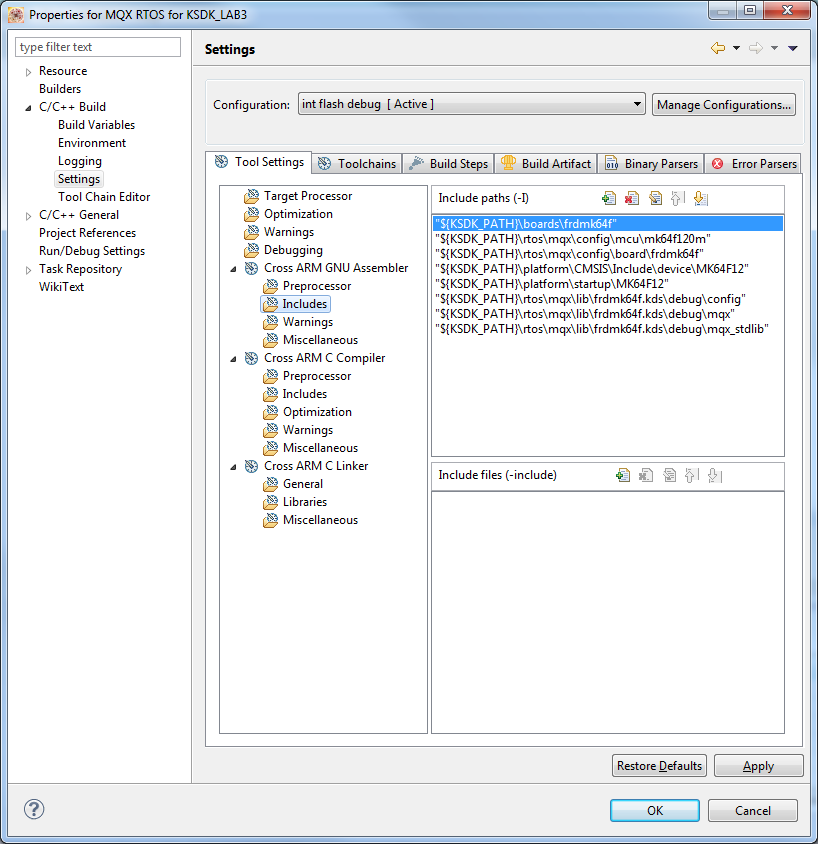 Properties for MQX RTOS for KSDK_LAB3
type filter text
Resource
Builders
C/C++ Build
Build Variables
Environment
Logging
Settings
Tool Chain Editor
C/C++ General
Project References
Run/Debug Settings
Task Repository
WikiText
Settings
Configuration:
int flash debug [ Active ]
Manage Configurations...
Tool Settings
Toolchains
Build Steps
Build Artifact
Binary Parsers
Error Parsers
Target Processor
Optimization
Warnings
Debugging
Cross ARM GNU Assembler
Preprocessor
Includes
Warnings
Miscellaneous
Cross ARM C Compiler
Preprocessor
Includes
Optimization
Warnings
Miscellaneous
Cross ARM C Linker
General
Libraries
Miscellaneous
Include paths (-I)
"${KSDK_PATH}\boards\frdmk64f"
"${KSDK_PATH}\rtos\mqx\config\mcu\mk64f120m"
"${KSDK_PATH}\rtos\mqx\config\board\frdmk64f"
"${KSDK_PATH}\platform\CMSIS\Include\device\MK64F12"
"${KSDK_PATH}\platform\startup\MK64F12"
"${KSDK_PATH}\rtos\mqx\lib\frdmk64f.kds\debug\config"
"${KSDK_PATH}\rtos\mqx\lib\frdmk64f.kds\debug\mqx"
"${KSDK_PATH}\rtos\mqx\lib\frdmk64f.kds\debug\mqx_stdlib"
Include files (-include)
Restore Defaults
Apply
OK
Cancel